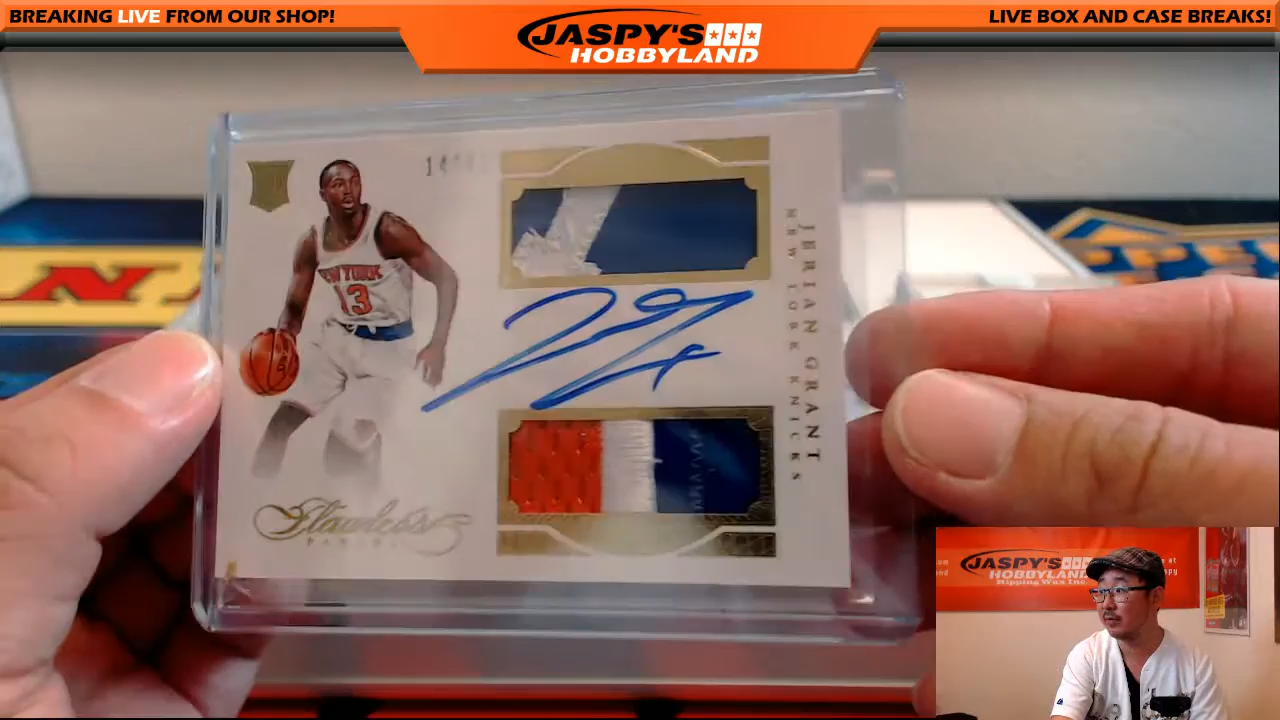 BREAKING LIVE FROM OUR SHOP!
JASPY'S
HOBBYLAND
LIVE BOX AND CASE BREAKS!
NEW YORK
13
JERIAN GRANT
NEW YORK KNICKS
Flawless
PANINI
JASPY'S
HOBBYLAND
Ripping Wax Inc.